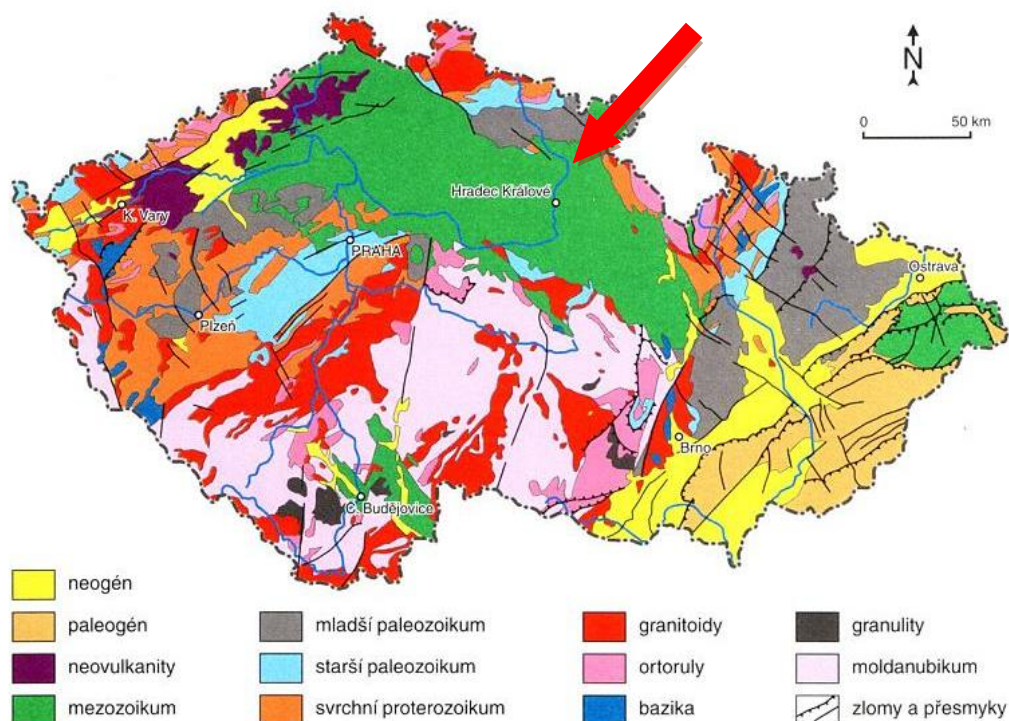 N
0 50 km
Hradec Králové
K. Vary
PRAHA
Ostrava
Plzeň
Brno
Č. Budějovice
neogén
paleogén
neovulkanity
mezozoikum
mladší paleozoikum
starší paleozoikum
svrchní proterozoikum
granitoidy
ortoruly
bazika
granulity
moldanubikum
zlomy a přesmyky